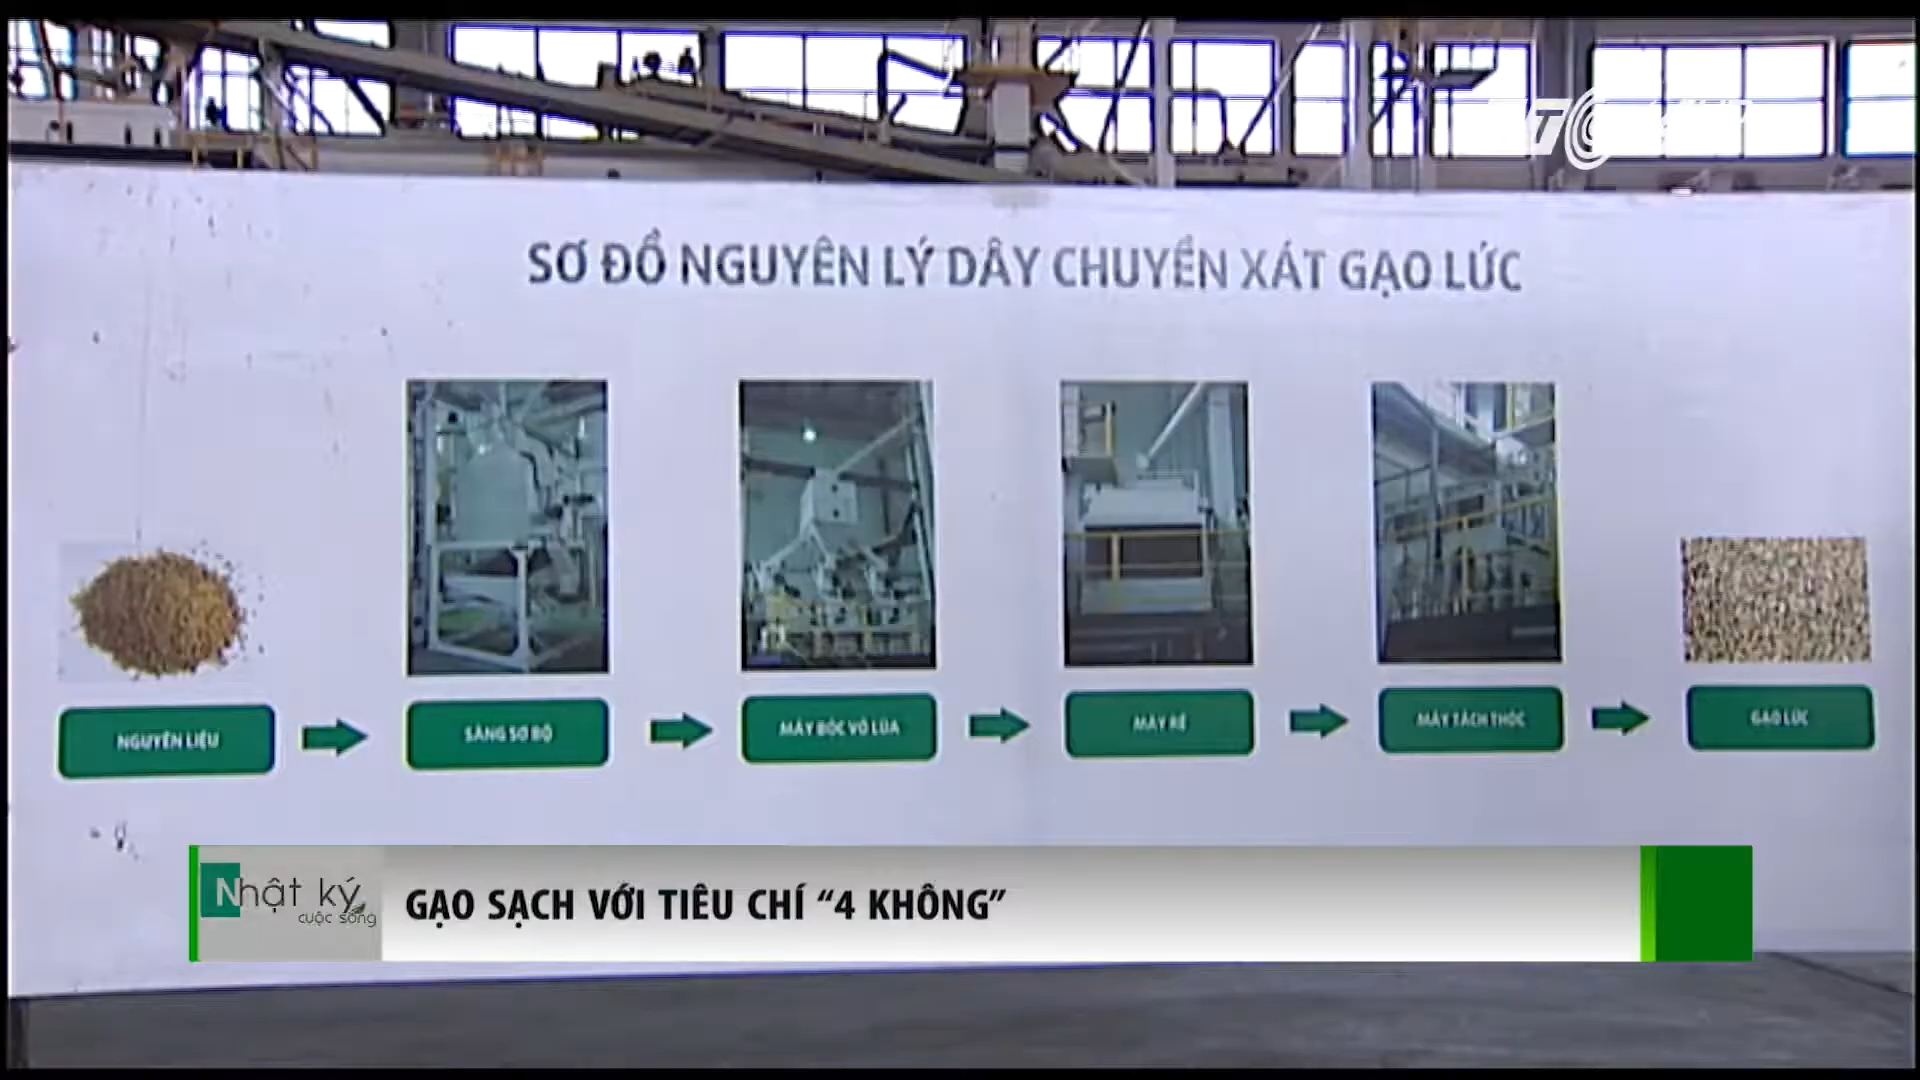 SƠ ĐỒ NGUYÊN LÝ DÂY CHUYỀN XÁT GẠO LỨC
NGUYÊN LIỆU
SÀNG SƠ BỘ
MÁY BÓC VỎ LÚA
MÁY RÊ
MÁY TÁCH THÓC
GẠO LỨC
Nhật ký
cuộc sống
GẠO SẠCH VỚI TIÊU CHÍ “4 KHÔNG”